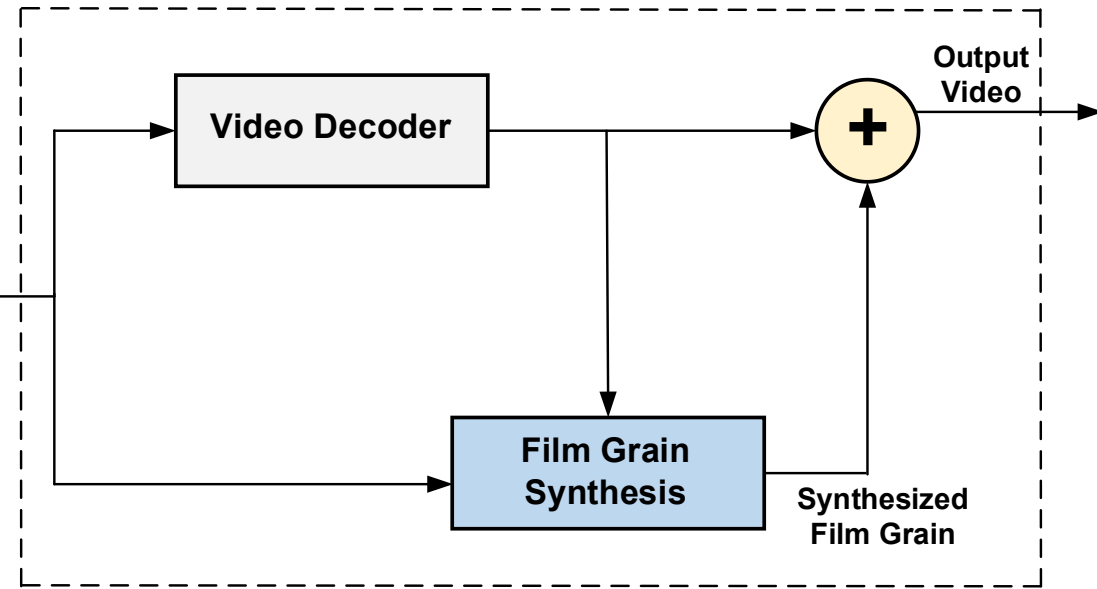 Output
Video
Video Decoder
+
Film Grain
Synthesis
Synthesized
Film Grain